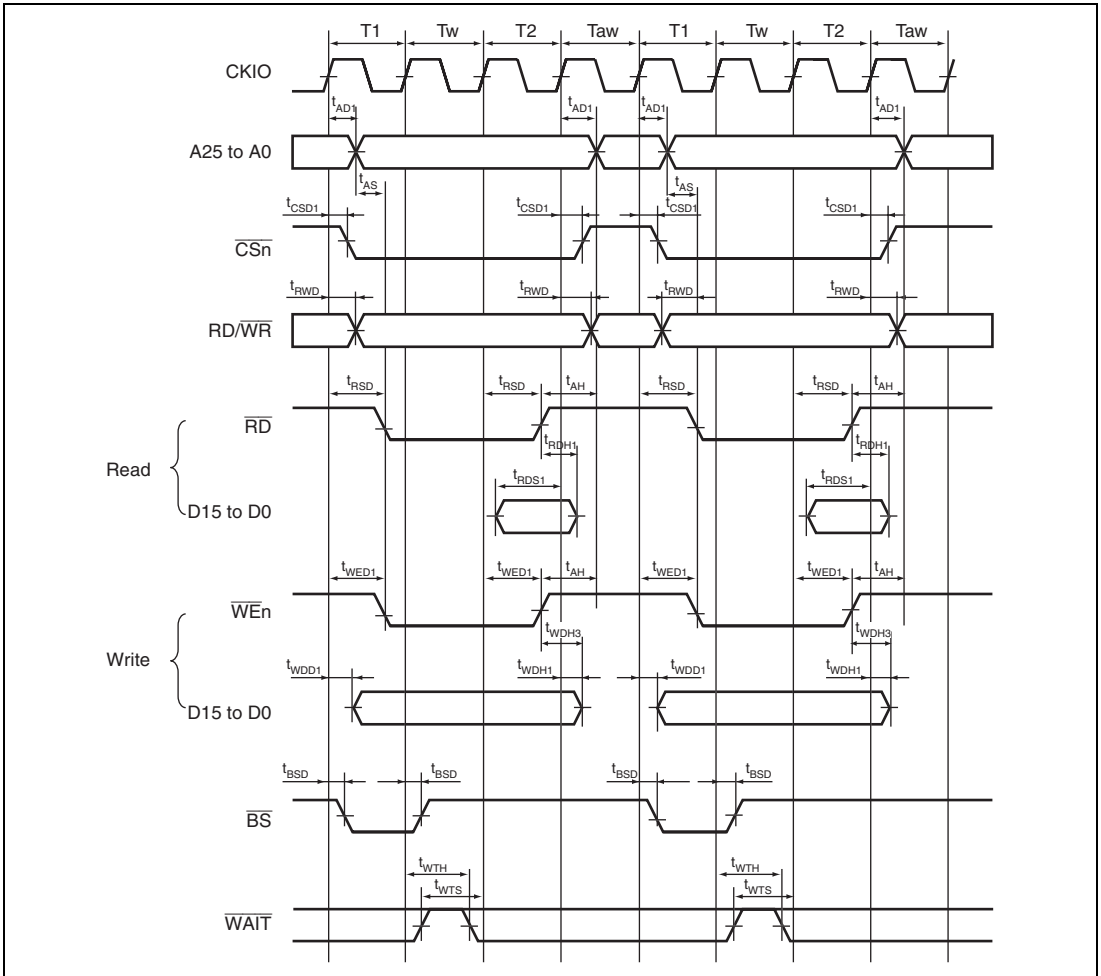 T1 Tw T2 Taw T1 Tw T2 Taw
CKIO
tAD1 tAD1 tAD1 tAD1
A25 to A0
tAS tAS
tCSD1 tCSD1 tCSD1 tCSD1
CSn
tRWD tRWD tRWD tRWD
RD/WR
tRSD tRSD tAH tRSD tRSD tAH
RD
tRDH1 tRDH1
Read
tRDS1 tRDS1
D15 to D0
tWED1 tWED1 tAH tWED1 tWED1 tAH
WEn
tWDH3 tWDH3
Write
tWDD1 tWDH1 tWDD1 tWDH1
D15 to D0
tBSD tBSD tBSD tBSD
BS
tWTH tWTH
tWTS tWTS
WAIT